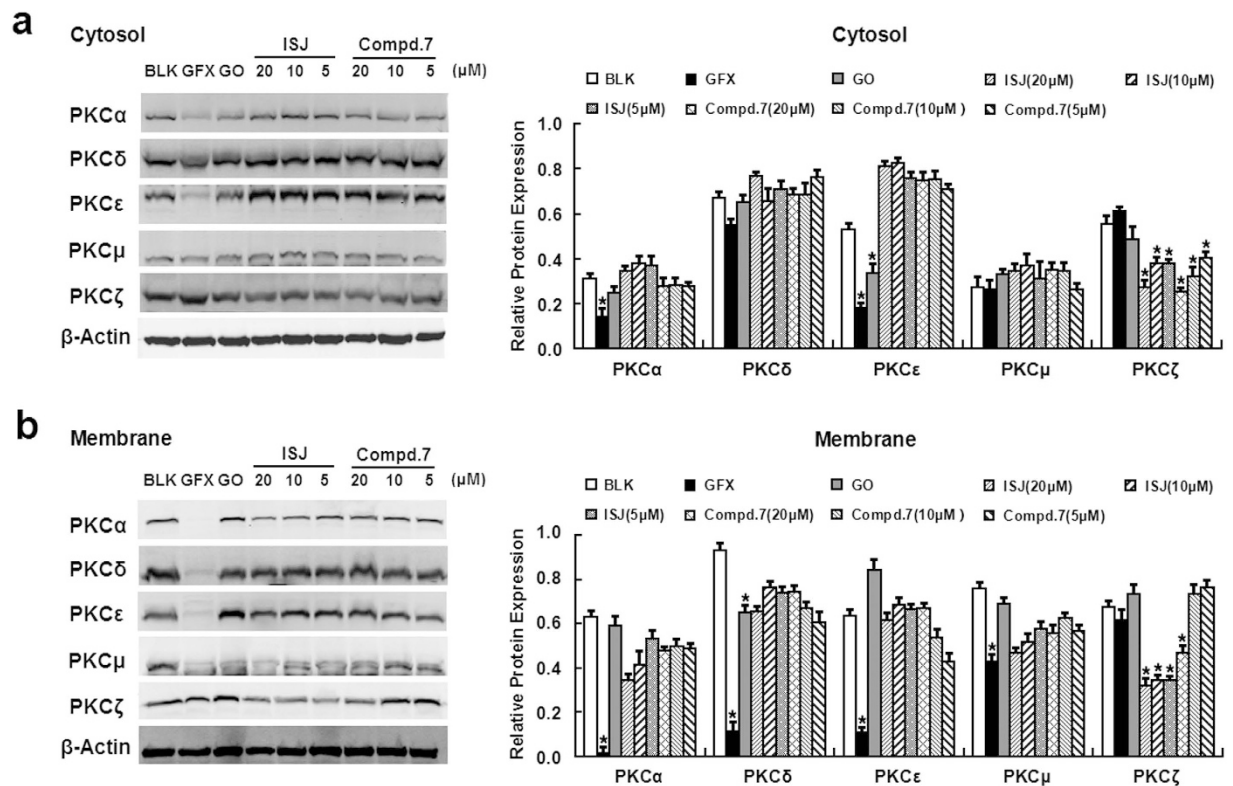 a
Cytosol
ISJ Compd.7
BLK GFX GO 20 10 5 20 10 5 (μM)
PKCα
PKCδ
PKCε
PKCμ
PKCζ
β-Actin
Cytosol
BLK GFX GO ISJ(20μM) ISJ(10μM)
ISJ(5μM) Compd.7(20μM) Compd.7(10μM ) Compd.7(5μM)
Relative Protein Expression
1.0
0.8
0.6
0.4
0.2
0.0
* * * * * * * * *
PKCα PKCδ PKCε PKCμ PKCζ
b
Membrane
ISJ Compd.7
BLK GFX GO 20 10 5 20 10 5 (μM)
PKCα
PKCδ
PKCε
PKCμ
PKCζ
β-Actin
Membrane
BLK GFX GO ISJ(20μM) ISJ(10μM)
ISJ(5μM) Compd.7(20μM) Compd.7(10μM ) Compd.7(5μM)
Relative Protein Expression
1.0
0.8
0.6
0.4
0.2
0.0
* * * * * * * * *
PKCα PKCδ PKCε PKCμ PKCζ